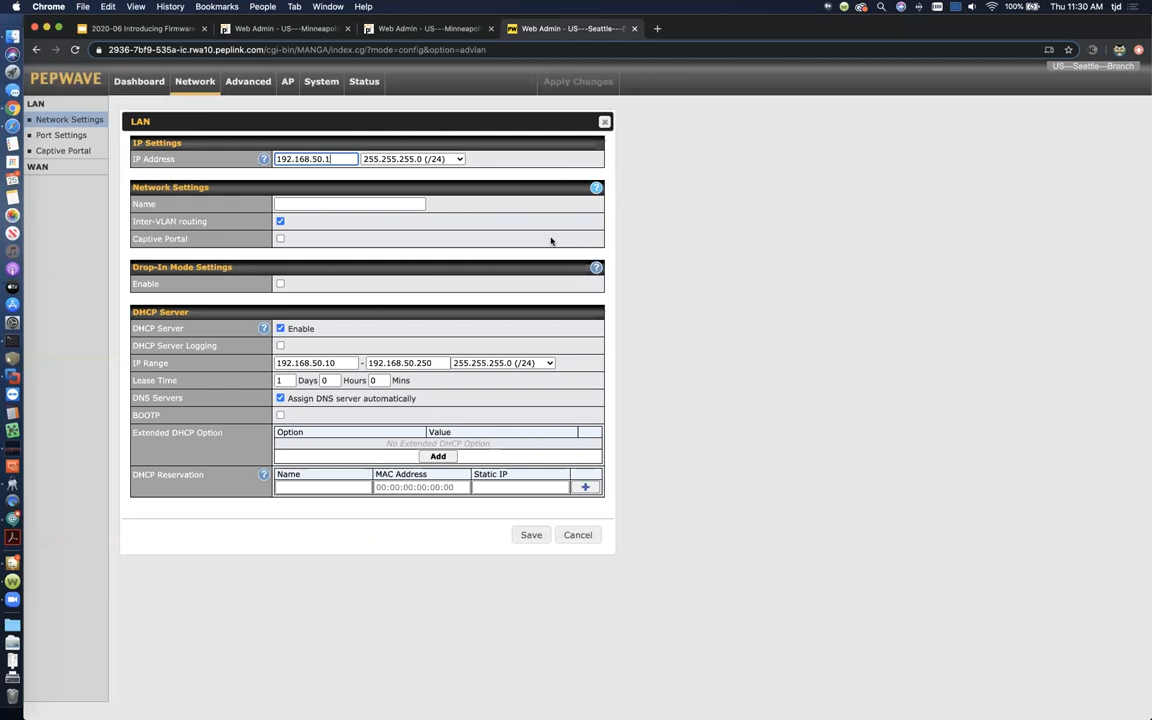 Chrome File Edit View History Bookmarks People Tab Window Help 100% Thu 11:30 AM tjd
2020-06 Introducing Firmware Web Admin - US---Minneapol Web Admin - US---Minneapol Web Admin - US---Seattle---B
2936-7bf9-535a-ic.rwa10.peplink.com/cgi-bin/MANGA/index.cgi?mode=config&option=advlan
US---Seattle---Branch
PEPWAVE Dashboard Network Advanced AP System Status Apply Changes
LAN
Network Settings
Port Settings
Captive Portal
WAN
LAN
IP Settings
IP Address ? 192.168.50.1 255.255.255.0 (/24)
Network Settings ?
Name
Inter-VLAN routing
Captive Portal
Drop-In Mode Settings ?
Enable
DHCP Server
DHCP Server ? Enable
DHCP Server Logging
IP Range 192.168.50.10 - 192.168.50.250 255.255.255.0 (/24)
Lease Time 1 Days 0 Hours 0 Mins
DNS Servers Assign DNS server automatically
BOOTP
Extended DHCP Option Option Value
No Extended DHCP Option
Add
DHCP Reservation ? Name MAC Address Static IP
00:00:00:00:00:00 +
Save Cancel